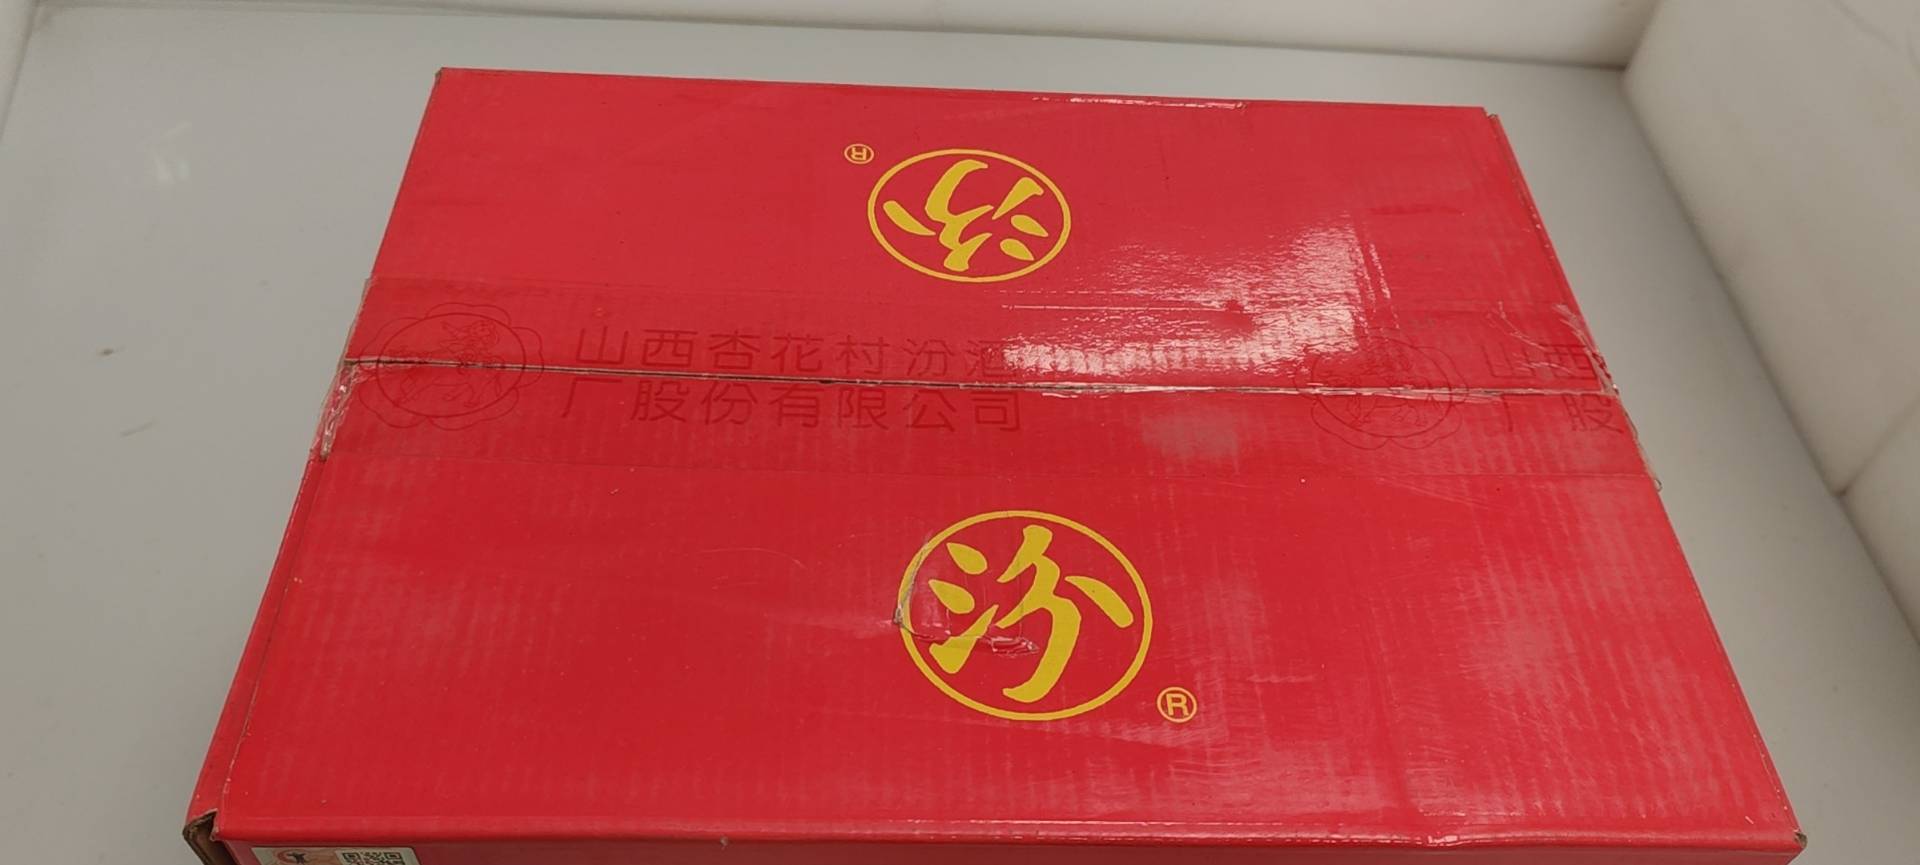 ®
汾
山西杏花村汾酒
山西
厂股份有限公司
厂股
汾
®